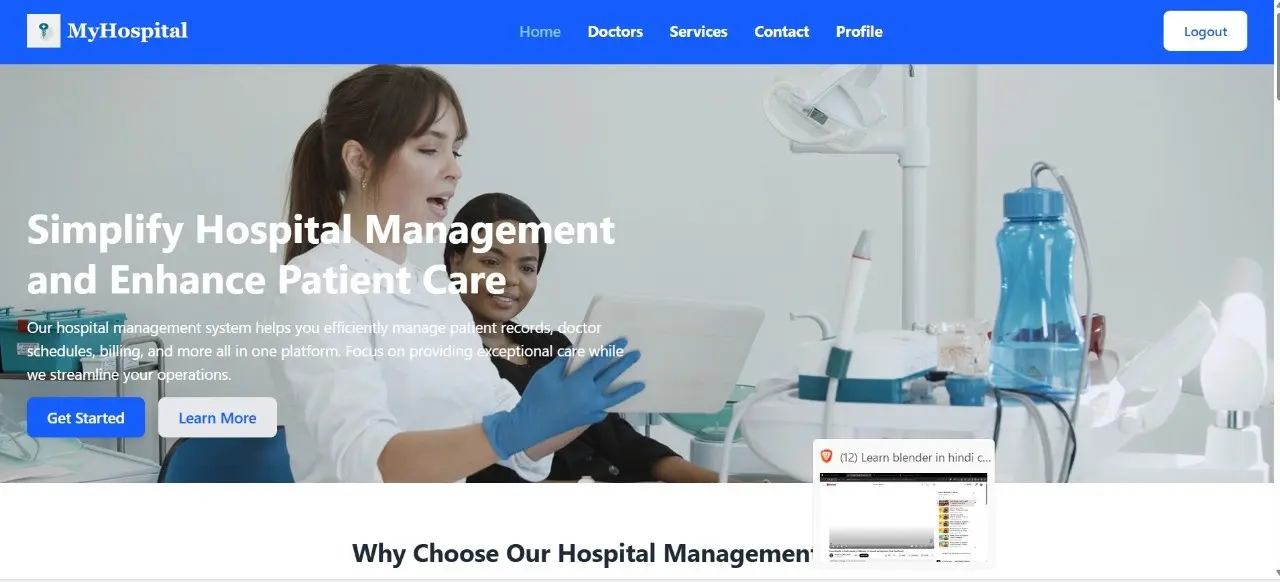 MyHospital
Home Doctors Services Contact Profile
Logout
Simplify Hospital Management
and Enhance Patient Care
Our hospital management system helps you efficiently manage patient records, doctor
schedules, billing, and more all in one platform. Focus on providing exceptional care while
we streamline your operations.
Get Started Learn More
(12) Learn blender in hindi c...
Why Choose Our Hospital Management